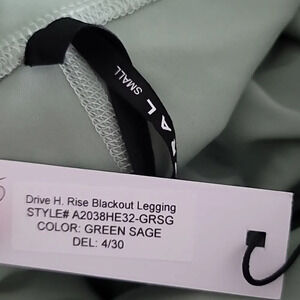 SMALL
Drive H. Rise Blackout Legging
STYLE# A2038HE32-GRSG
COLOR: GREEN SAGE
DEL: 4/30